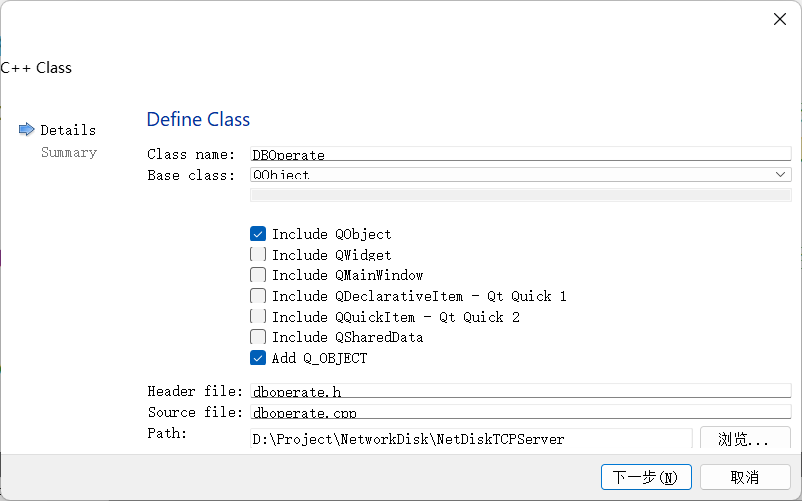 C++ Class
Details
Summary
Define Class
Class name: DBOperate
Base class: QObject
Include QObject
Include QWidget
Include QMainWindow
Include QDeclarativeItem - Qt Quick 1
Include QQuickItem - Qt Quick 2
Include QSharedData
Add Q_OBJECT
Header file: dboperate.h
Source file: dboperate.cpp
Path: D:\Project\NetworkDisk\NetDiskTCPServer 浏览...
下一步(N) 取消